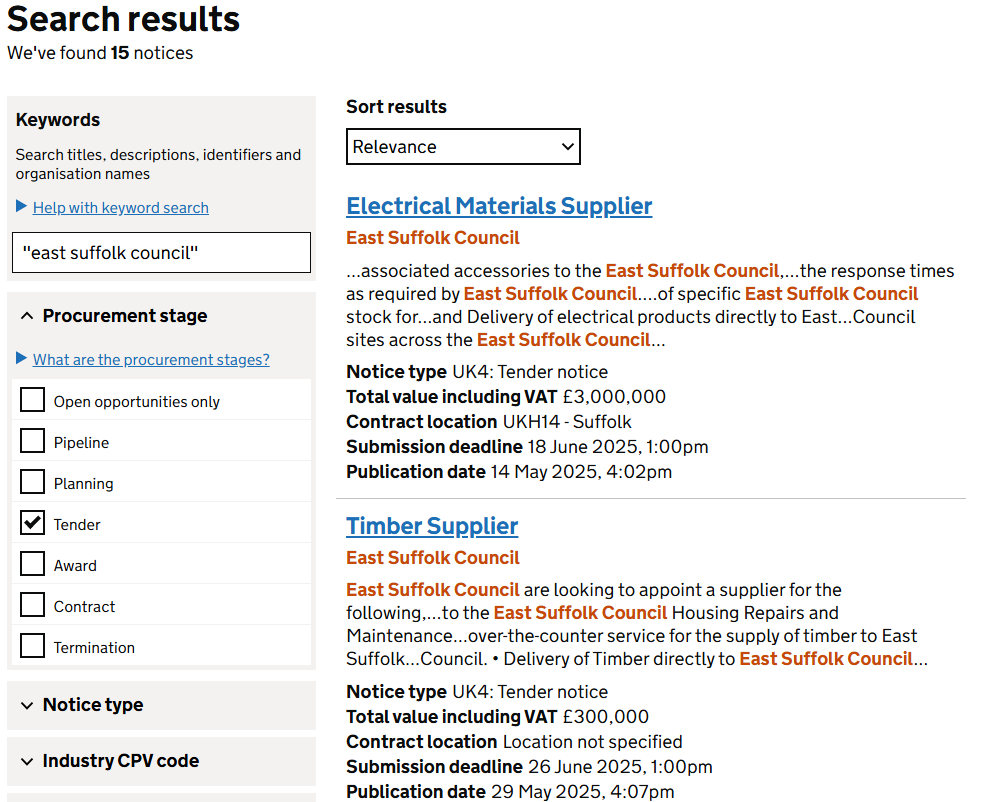 Search results
We've found 15 notices
Keywords
Search titles, descriptions, identifiers and
organisation names
Help with keyword search
"east suffolk council"
Procurement stage
What are the procurement stages?
Open opportunities only
Pipeline
Planning
Tender
Award
Contract
Termination
Notice type
Industry CPV code
Sort results
Relevance
Electrical Materials Supplier
East Suffolk Council
...associated accessories to the East Suffolk Council,...the response times
as required by East Suffolk Council....of specific East Suffolk Council
stock for...and Delivery of electrical products directly to East...Council
sites across the East Suffolk Council...
Notice type UK4: Tender notice
Total value including VAT £3,000,000
Contract location UKH14 - Suffolk
Submission deadline 18 June 2025, 1:00pm
Publication date 14 May 2025, 4:02pm
Timber Supplier
East Suffolk Council
East Suffolk Council are looking to appoint a supplier for the
following,...to the East Suffolk Council Housing Repairs and
Maintenance...over-the-counter service for the supply of timber to East
Suffolk...Council. • Delivery of Timber directly to East Suffolk Council...
Notice type UK4: Tender notice
Total value including VAT £300,000
Contract location Location not specified
Submission deadline 26 June 2025, 1:00pm
Publication date 29 May 2025, 4:07pm